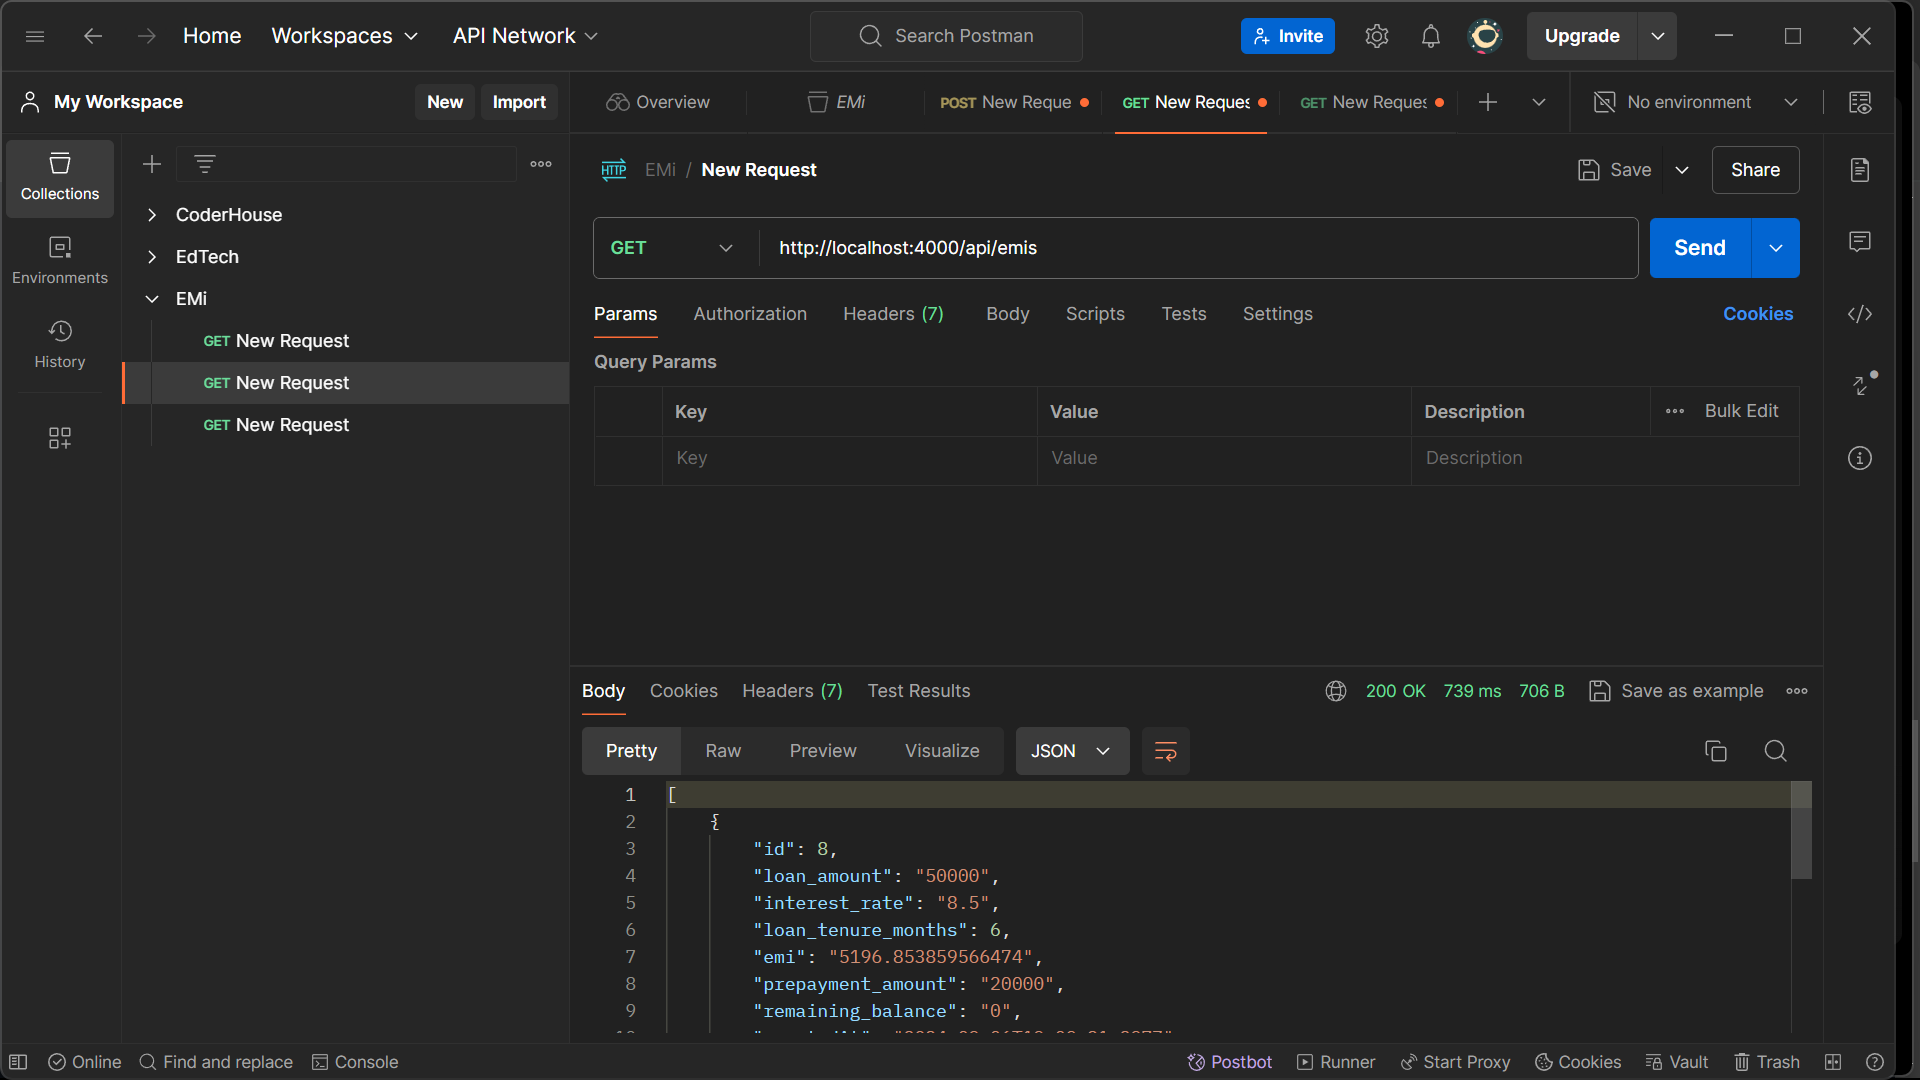 Home Workspaces API Network Search Postman Invite Upgrade
My Workspace New Import Overview EMi POST New Reque GET New Reques GET New Reques No environment
Collections
Environments
History
CoderHouse
EdTech
EMi
GET New Request
GET New Request
GET New Request
HTTP EMi / New Request Save Share
GET http://localhost:4000/api/emis Send
Params Authorization Headers (7) Body Scripts Tests Settings Cookies
Query Params
Key Value Description Bulk Edit
Key Value Description
Body Cookies Headers (7) Test Results 200 OK 739 ms 706 B Save as example
Pretty Raw Preview Visualize JSON
1 [
2 {
3 "id": 8,
4 "loan_amount": "50000",
5 "interest_rate": "8.5",
6 "loan_tenure_months": 6,
7 "emi": "5196.853859566474",
8 "prepayment_amount": "20000",
9 "remaining_balance": "0",
Online Find and replace Console Postbot Runner Start Proxy Cookies Vault Trash